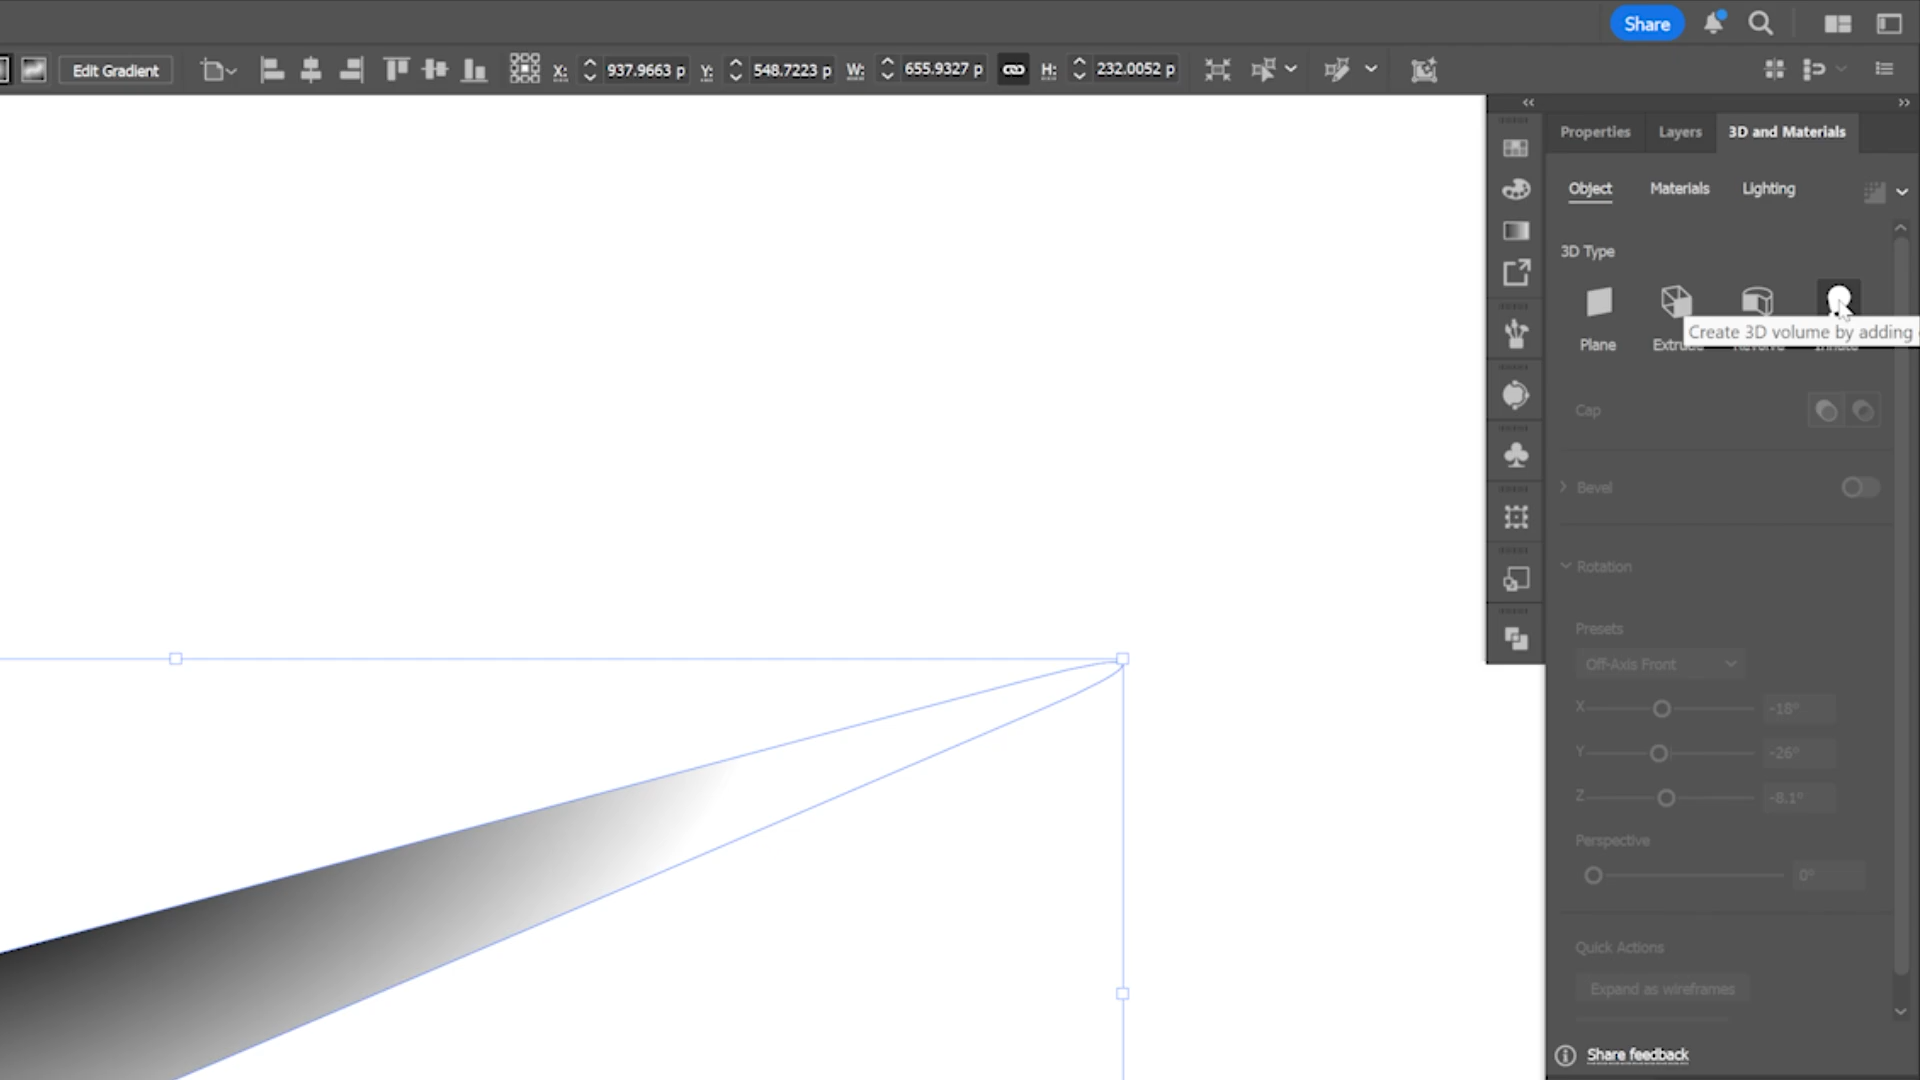 Share
Edit Gradient
X: 937.9663 p Y: 548.7223 p W: 655.9327 p H: 232.0052 p
Properties Layers 3D and Materials
Object Materials Lighting
3D Type
Create 3D volume by adding
Plane
Cap
Bevel
Rotation
Presets
Off-Axis Front
X -18°
Y -26°
Z -8.1°
Perspective
0°
Quick Actions
Expand as wireframes
Share feedback